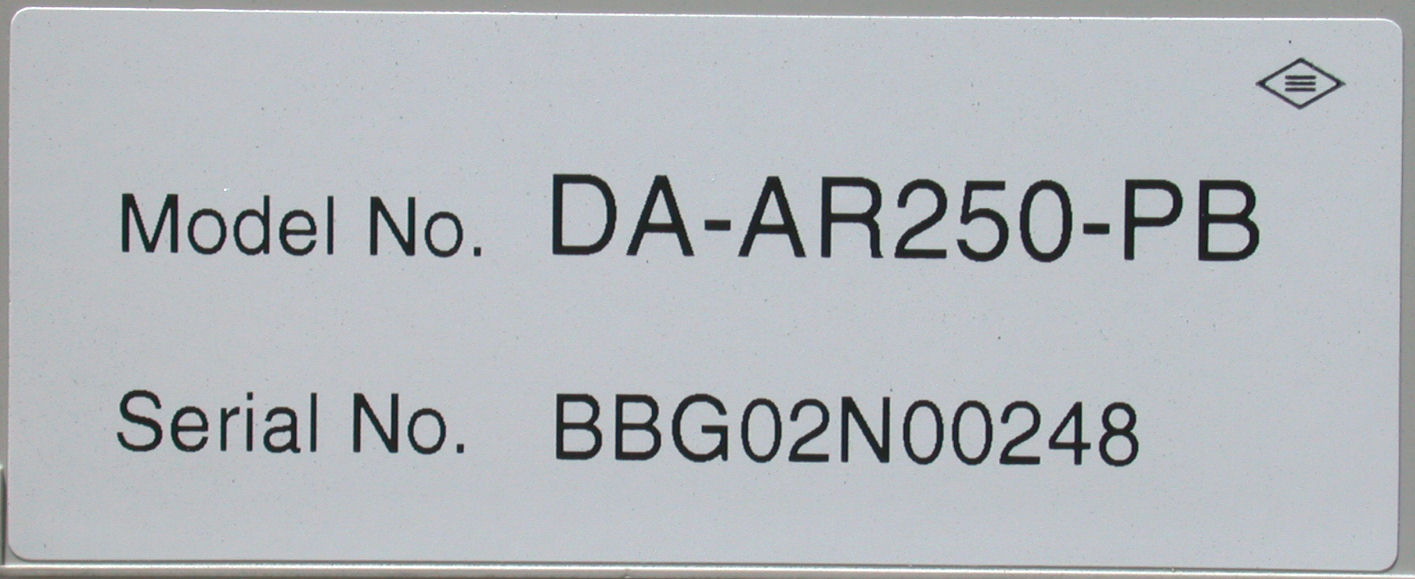 Model No. DA-AR250-PB
Serial No. BBG02N00248